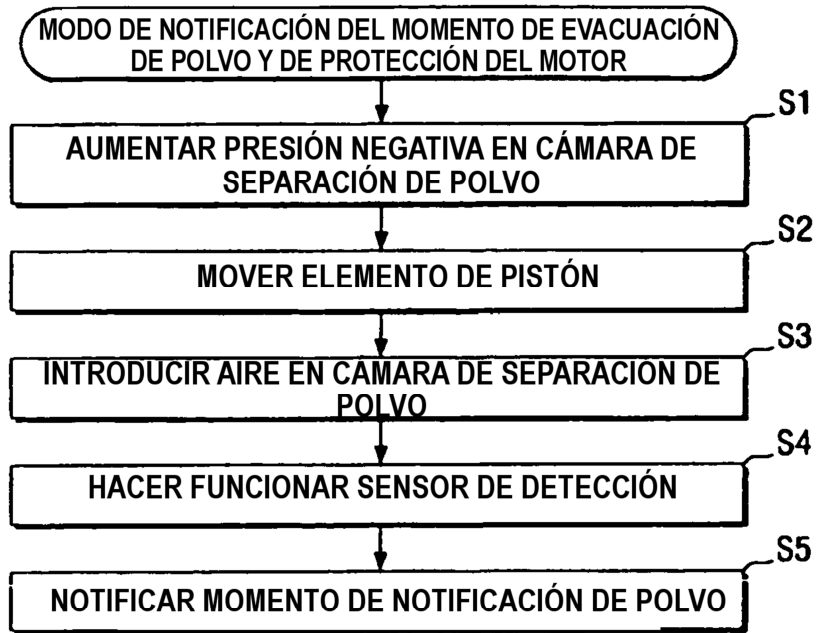 MODO DE NOTIFICACIÓN DEL MOMENTO DE EVACUACIÓN
DE POLVO Y DE PROTECCIÓN DEL MOTOR
S1
AUMENTAR PRESIÓN NEGATIVA EN CÁMARA DE
SEPARACIÓN DE POLVO
S2
MOVER ELEMENTO DE PISTÓN
S3
INTRODUCIR AIRE EN CÁMARA DE SEPARACIÓN DE
POLVO
S4
HACER FUNCIONAR SENSOR DE DETECCIÓN
S5
NOTIFICAR MOMENTO DE NOTIFICACIÓN DE POLVO